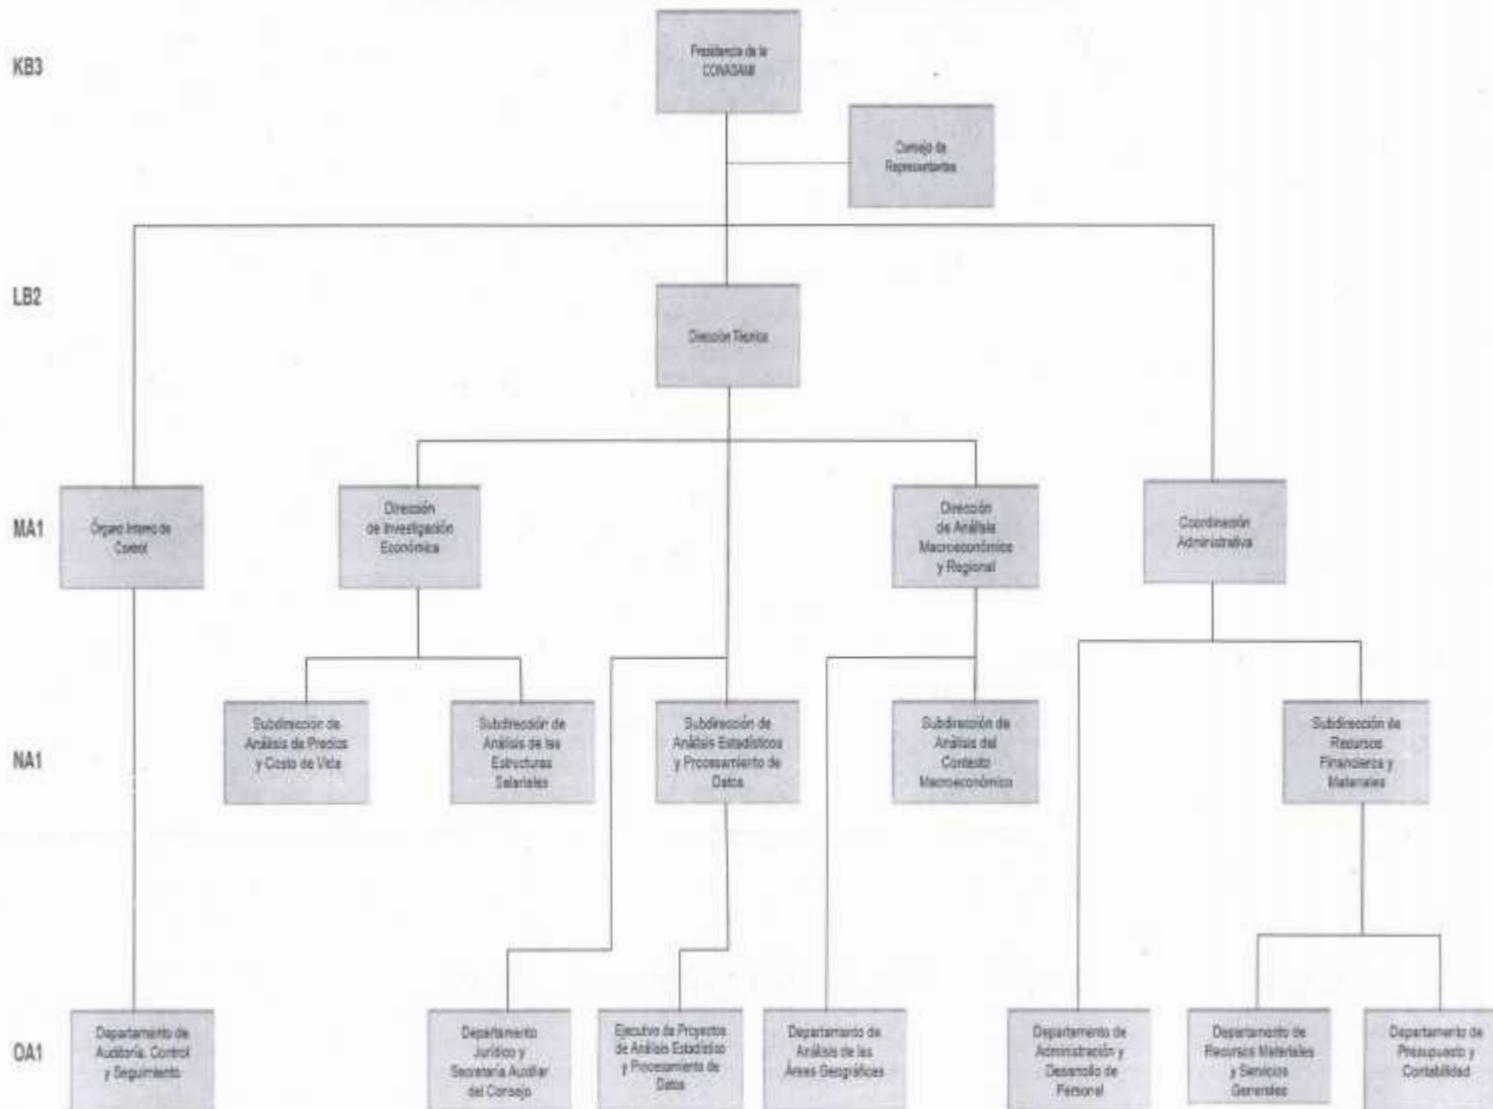 KB3
Presidencia de la
CONASAMI
Consejo de
Representantes
LB2
Dirección Técnica
MA1
Órgano Interno de
Control
Dirección
de Investigación
Económica
Dirección
de Análisis
Macroeconómico
y Regional
Coordinación
Administrativa
NA1
Subdirección de
Análisis de Precios
y Costo de Vida
Subdirección de
Análisis de las
Estructuras
Salariales
Subdirección de
Análisis Estadísticos
y Procesamiento de
Datos
Subdirección de
Análisis del
Contexto
Macroeconómico
Subdirección de
Recursos
Financieros y
Materiales
OA1
Departamento de
Auditoría, Control
y Seguimiento
Departamento
Jurídico y
Secretaría Auxiliar
del Consejo
Ejecutivo de Proyectos
de Análisis Estadístico
y Procesamiento de
Datos
Departamento de
Análisis de las
Áreas Geográficas
Departamento de
Administración y
Desarrollo de
Personal
Departamento de
Recursos Materiales
y Servicios
Generales
Departamento de
Presupuesto y
Contabilidad